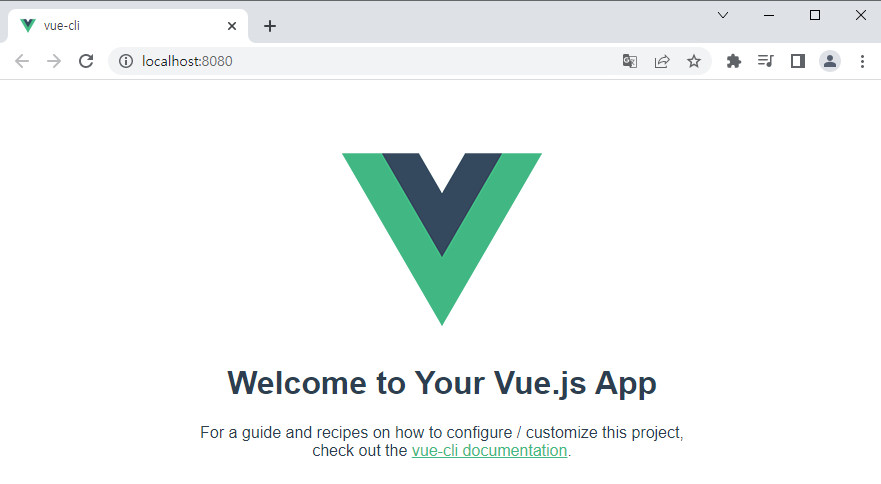 vue-cli
localhost:8080
Welcome to Your Vue.js App
For a guide and recipes on how to configure / customize this project,
check out the vue-cli documentation.